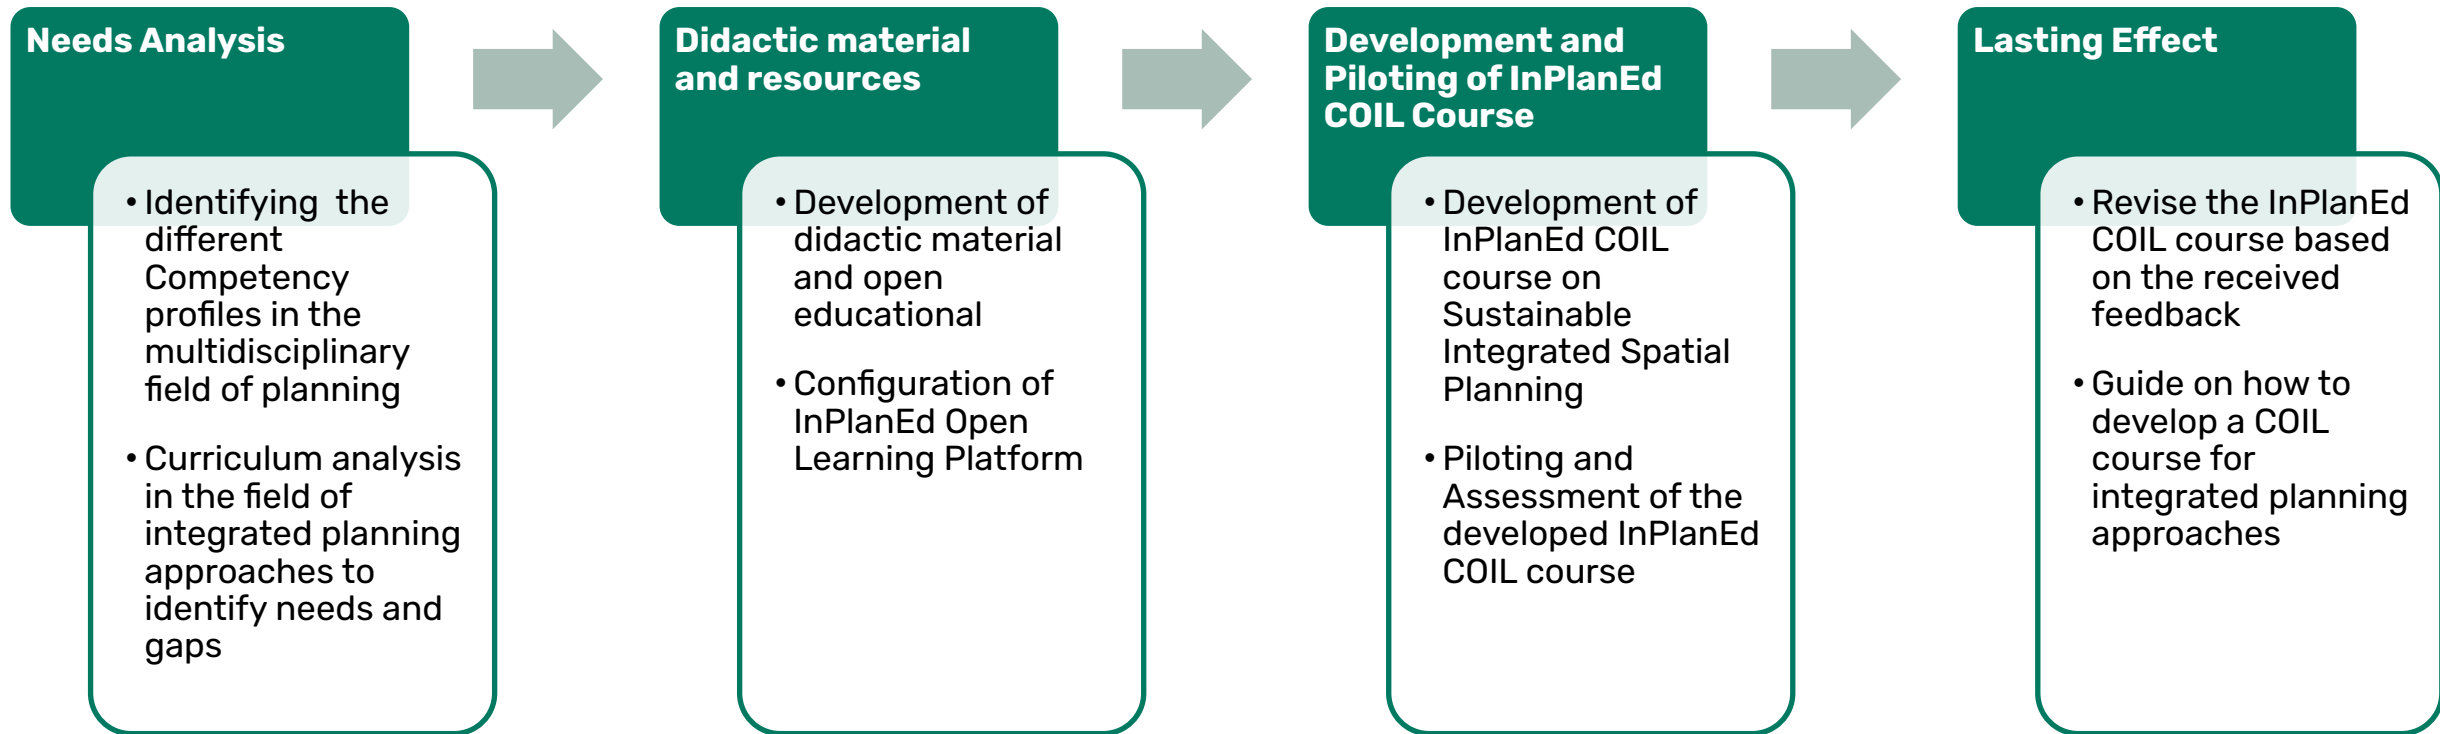 Needs Analysis
• Identifying the
different
Competency
profiles in the
multidisciplinary
field of planning
• Curriculum analysis
in the field of
integrated planning
approaches to
identify needs and
gaps
Didactic material
and resources
• Development of
didactic material
and open
educational
• Configuration of
InPlanEd Open
Learning Platform
Development and
Piloting of InPlanEd
COIL Course
• Development of
InPlanEd COIL
course on
Sustainable
Integrated Spatial
Planning
• Piloting and
Assessment of the
developed InPlanEd
COIL course
Lasting Effect
• Revise the InPlanEd
COIL course based
on the received
feedback
• Guide on how to
develop a COIL
course for
integrated planning
approaches